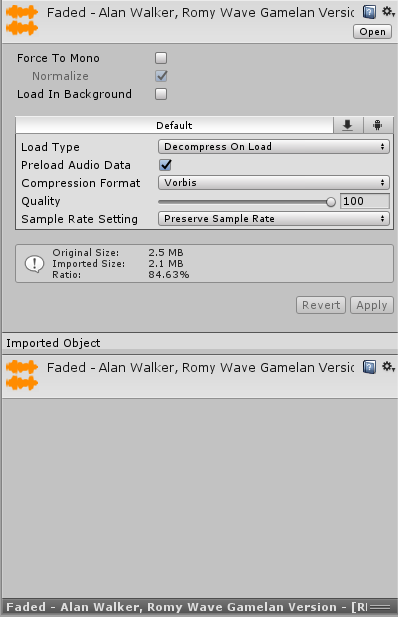 Faded - Alan Walker, Romy Wave Gamelan Versio
Open
Force To Mono
Normalize
Load In Background
Default
Load Type Decompress On Load
Preload Audio Data
Compression Format Vorbis
Quality 100
Sample Rate Setting Preserve Sample Rate
Original Size: 2.5 MB
Imported Size: 2.1 MB
Ratio: 84.63%
Revert Apply
Imported Object
Faded - Alan Walker, Romy Wave Gamelan Versio
Faded - Alan Walker, Romy Wave Gamelan Version - [R